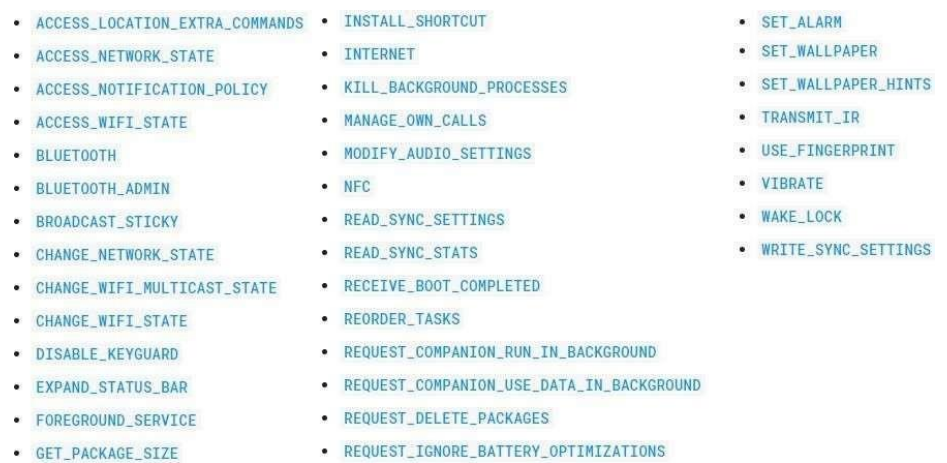 ACCESS_LOCATION_EXTRA_COMMANDS
ACCESS_NETWORK_STATE
ACCESS_NOTIFICATION_POLICY
ACCESS_WIFI_STATE
BLUETOOTH
BLUETOOTH_ADMIN
BROADCAST_STICKY
CHANGE_NETWORK_STATE
CHANGE_WIFI_MULTICAST_STATE
CHANGE_WIFI_STATE
DISABLE_KEYGUARD
EXPAND_STATUS_BAR
FOREGROUND_SERVICE
GET_PACKAGE_SIZE
INSTALL_SHORTCUT
INTERNET
KILL_BACKGROUND_PROCESSES
MANAGE_OWN_CALLS
MODIFY_AUDIO_SETTINGS
NFC
READ_SYNC_SETTINGS
READ_SYNC_STATS
RECEIVE_BOOT_COMPLETED
REORDER_TASKS
REQUEST_COMPANION_RUN_IN_BACKGROUND
REQUEST_COMPANION_USE_DATA_IN_BACKGROUND
REQUEST_DELETE_PACKAGES
REQUEST_IGNORE_BATTERY_OPTIMIZATIONS
SET_ALARM
SET_WALLPAPER
SET_WALLPAPER_HINTS
TRANSMIT_IR
USE_FINGERPRINT
VIBRATE
WAKE_LOCK
WRITE_SYNC_SETTINGS